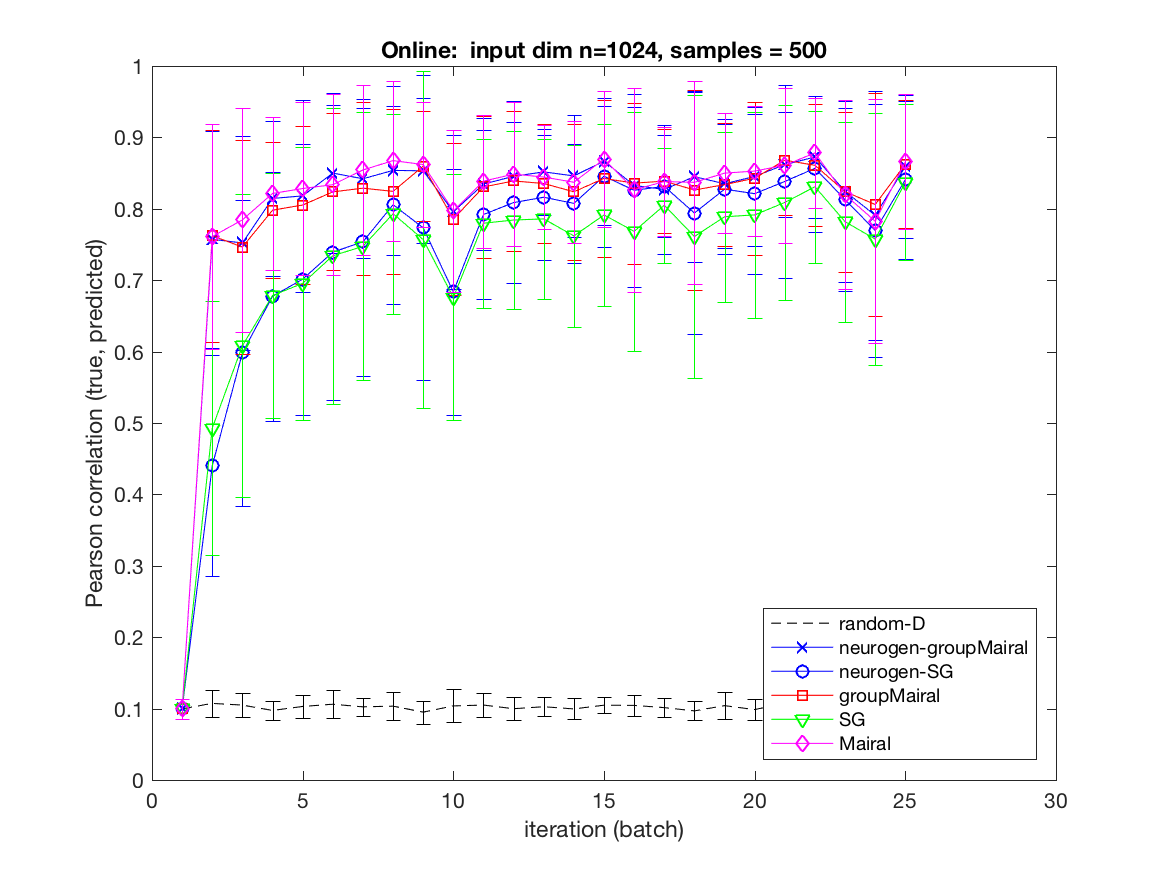 Online:  input dim n=1024, samples = 500
Pearson correlation (true, predicted)
1
0.9
0.8
0.7
0.6
0.5
0.4
0.3
0.2
0.1
0
0 5 10 15 20 25 30
iteration (batch)
random-D
neurogen-groupMairal
neurogen-SG
groupMairal
SG
Mairal